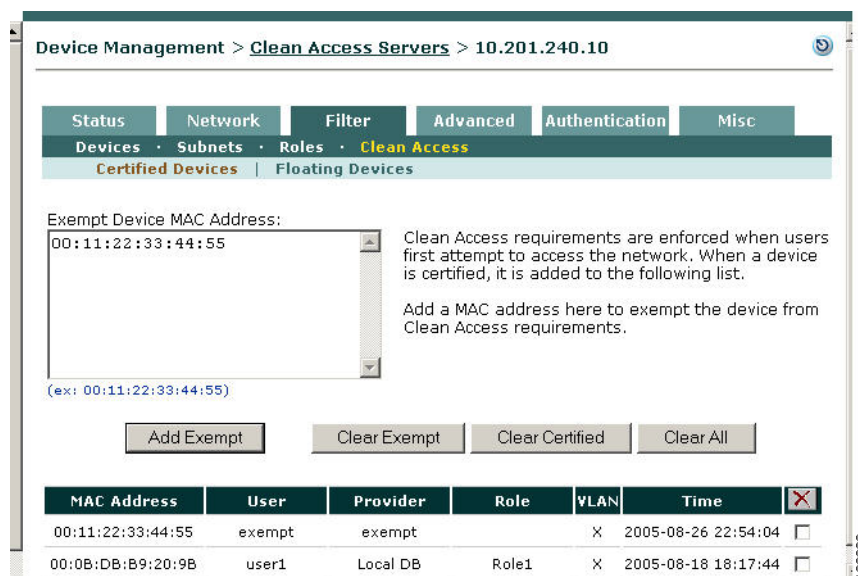 Device Management > Clean Access Servers > 10.201.240.10
Status Network Filter Advanced Authentication Misc
Devices · Subnets · Roles · Clean Access
Certified Devices | Floating Devices
Exempt Device MAC Address:
00:11:22:33:44:55
(ex: 00:11:22:33:44:55)
Clean Access requirements are enforced when users
first attempt to access the network. When a device
is certified, it is added to the following list.
Add a MAC address here to exempt the device from
Clean Access requirements.
Add Exempt Clear Exempt Clear Certified Clear All
MAC Address User Provider Role VLAN Time
00:11:22:33:44:55 exempt exempt X 2005-08-26 22:54:04
00:0B:DB:B9:20:9B user1 Local DB Role1 X 2005-08-18 18:17:44